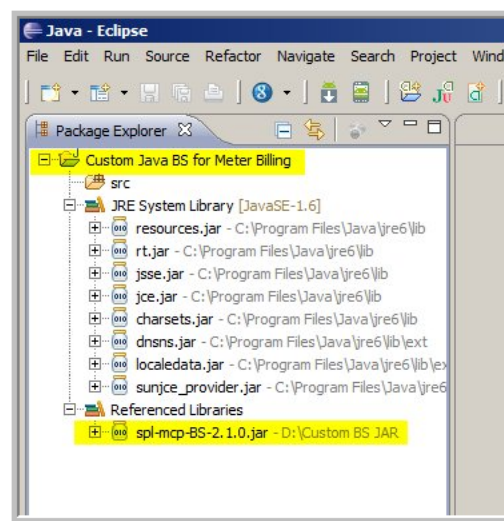 Java - Eclipse
File Edit Run Source Refactor Navigate Search Project Wind
Package Explorer
Custom Java BS for Meter Billing
src
JRE System Library [JavaSE-1.6]
resources.jar - C:\Program Files\Java\jre6\lib
rt.jar - C:\Program Files\Java\jre6\lib
jsse.jar - C:\Program Files\Java\jre6\lib
jce.jar - C:\Program Files\Java\jre6\lib
charsets.jar - C:\Program Files\Java\jre6\lib
dnsns.jar - C:\Program Files\Java\jre6\lib\ext
localedata.jar - C:\Program Files\Java\jre6\lib\ex
sunjce_provider.jar - C:\Program Files\Java\jre6
Referenced Libraries
spl-mcp-BS-2.1.0.jar - D:\Custom BS JAR